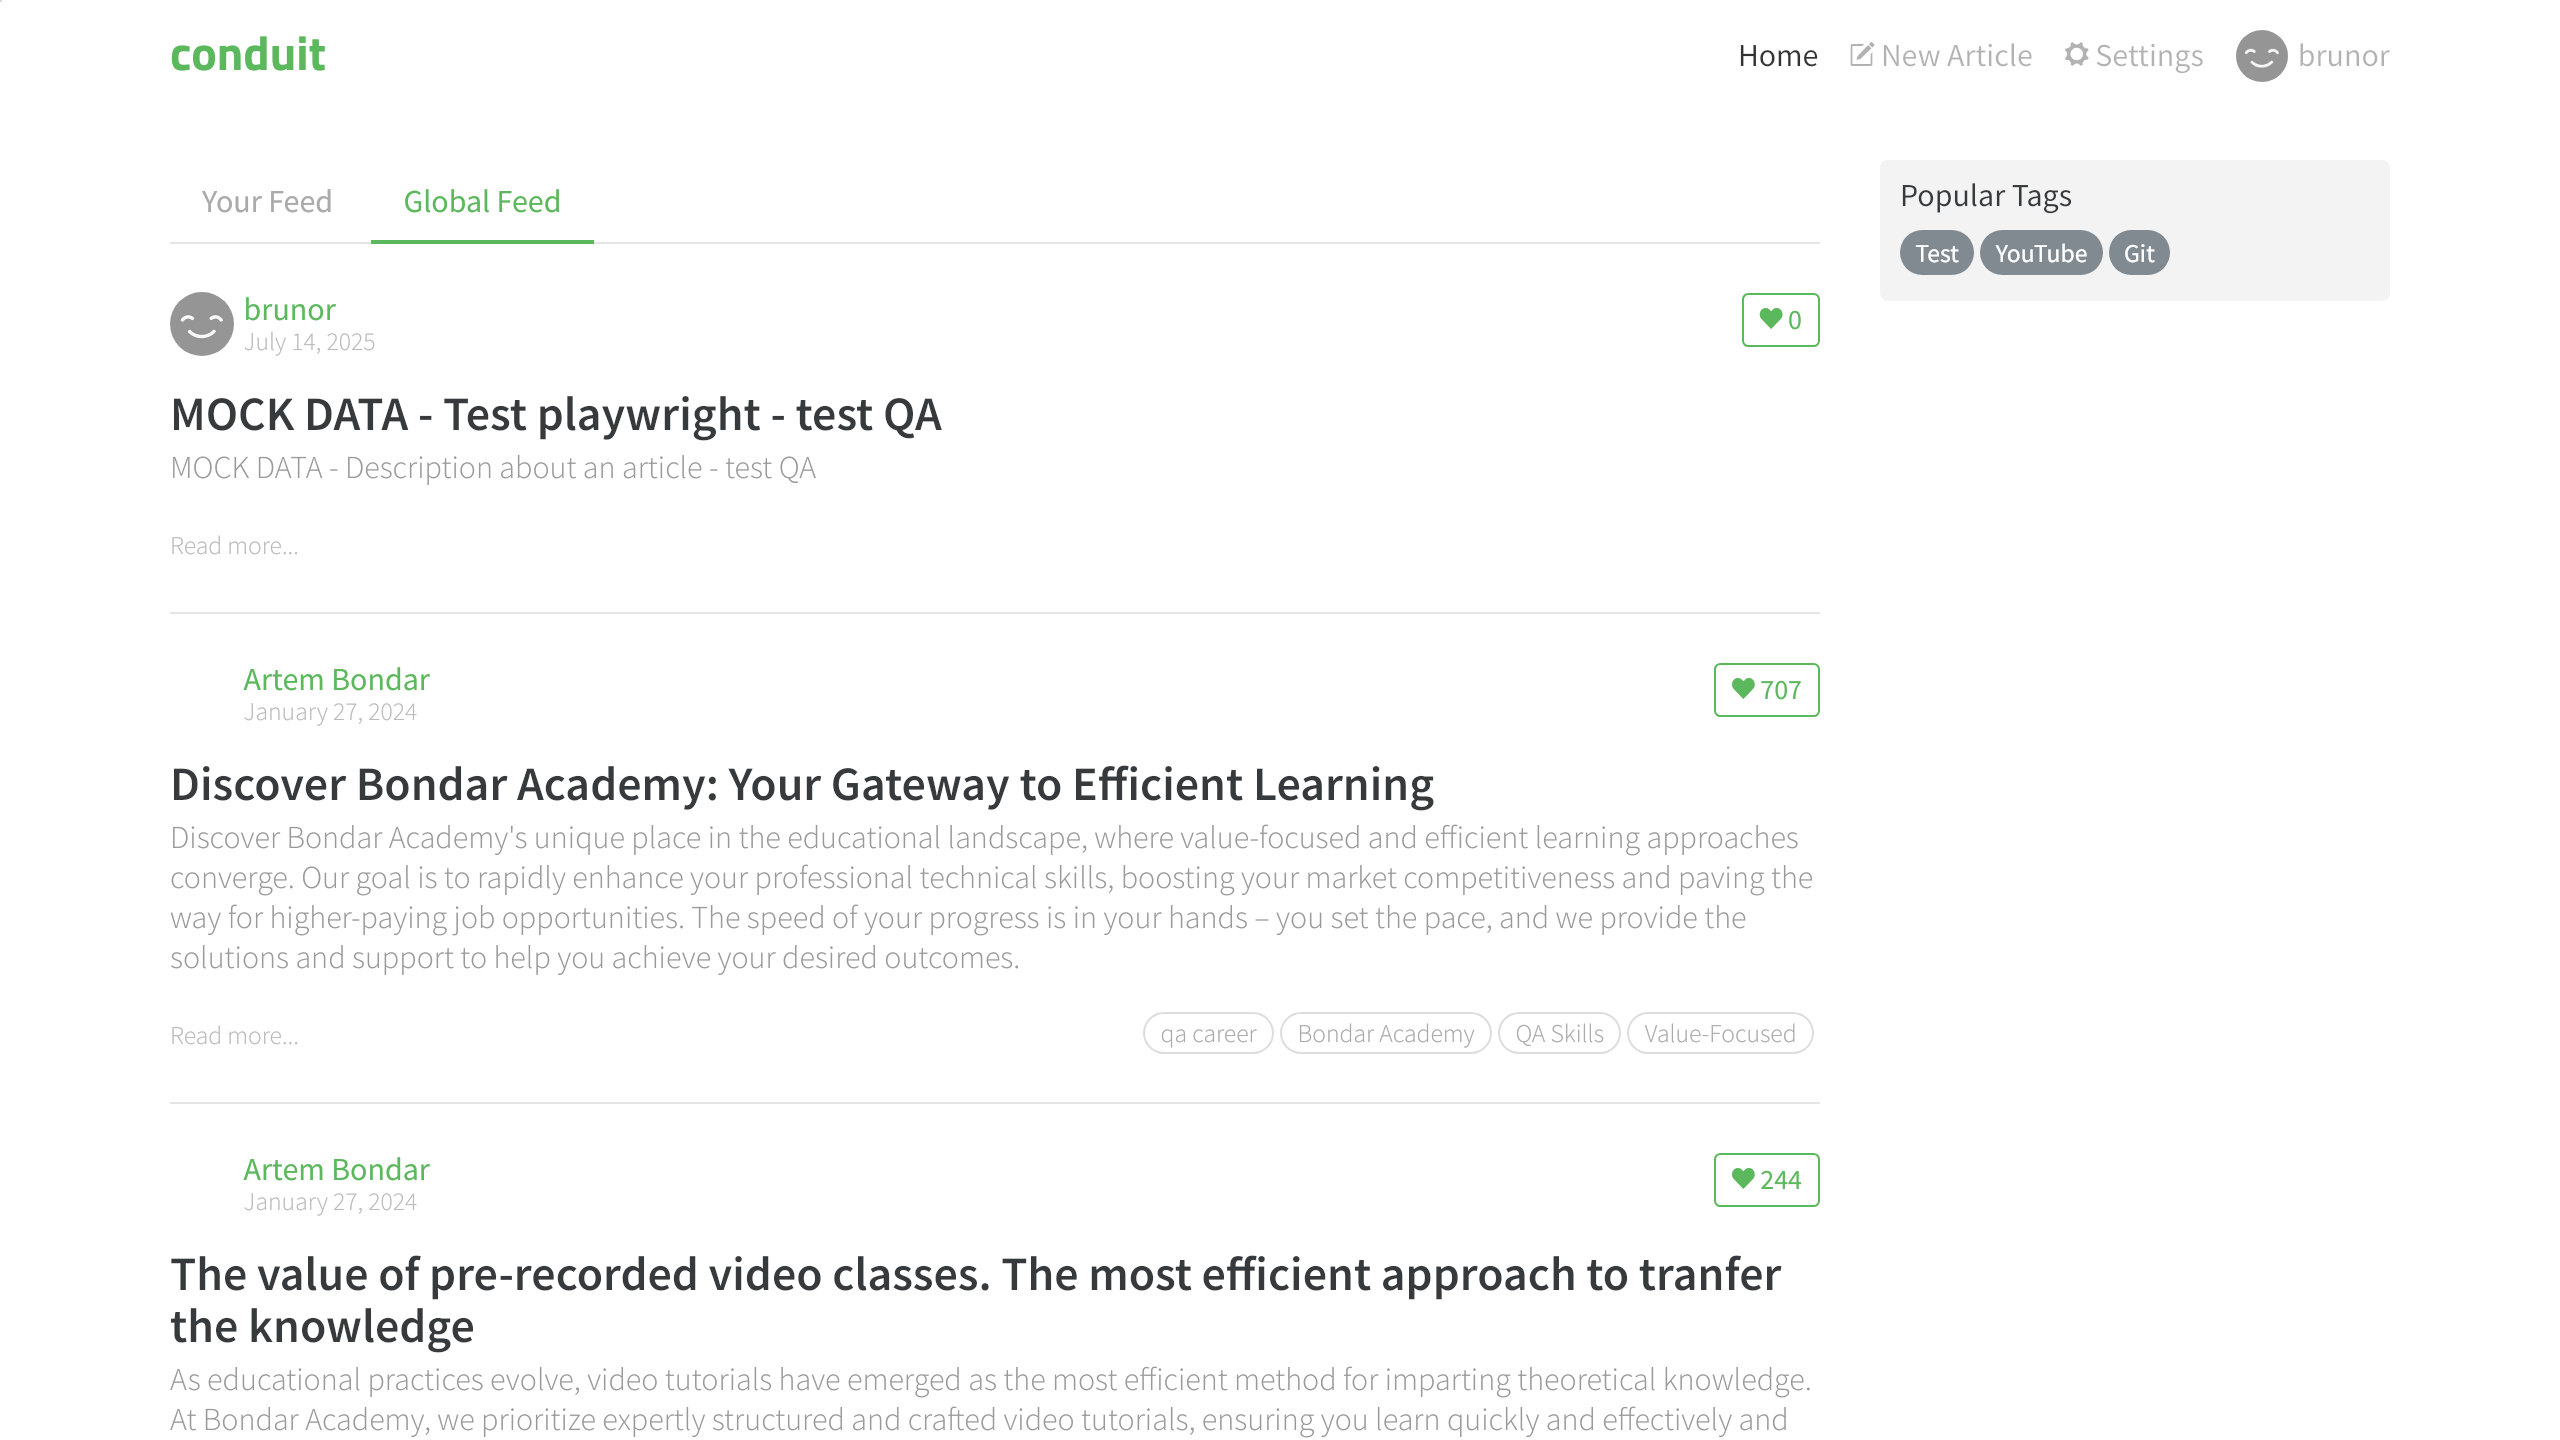 conduit
Home New Article Settings brunor
Your Feed Global Feed
Popular Tags
Test YouTube Git
brunor
July 14, 2025
0
MOCK DATA - Test playwright - test QA
MOCK DATA - Description about an article - test QA
Read more...
Artem Bondar
January 27, 2024
707
Discover Bondar Academy: Your Gateway to Efficient Learning
Discover Bondar Academy's unique place in the educational landscape, where value-focused and efficient learning approaches
converge. Our goal is to rapidly enhance your professional technical skills, boosting your market competitiveness and paving the
way for higher-paying job opportunities. The speed of your progress is in your hands – you set the pace, and we provide the
solutions and support to help you achieve your desired outcomes.
Read more...
qa career Bondar Academy QA Skills Value-Focused
Artem Bondar
January 27, 2024
244
The value of pre-recorded video classes. The most efficient approach to tranfer
the knowledge
As educational practices evolve, video tutorials have emerged as the most efficient method for imparting theoretical knowledge.
At Bondar Academy, we prioritize expertly structured and crafted video tutorials, ensuring you learn quickly and effectively and